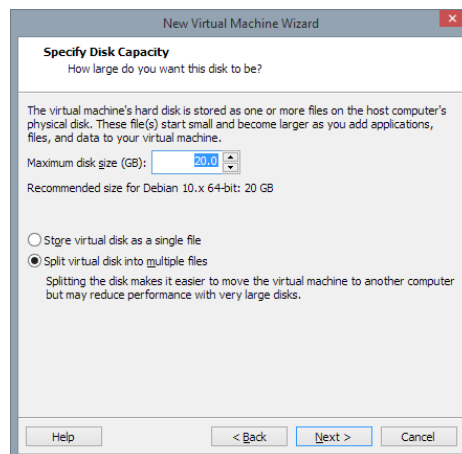 New Virtual Machine Wizard
x
Specify Disk Capacity
How large do you want this disk to be?
The virtual machine's hard disk is stored as one or more files on the host computer's
physical disk. These file(s) start small and become larger as you add applications,
files, and data to your virtual machine.
Maximum disk size (GB): 20.0
Recommended size for Debian 10.x 64-bit: 20 GB
Store virtual disk as a single file
Split virtual disk into multiple files
Splitting the disk makes it easier to move the virtual machine to another computer
but may reduce performance with very large disks.
Help < Back Next > Cancel